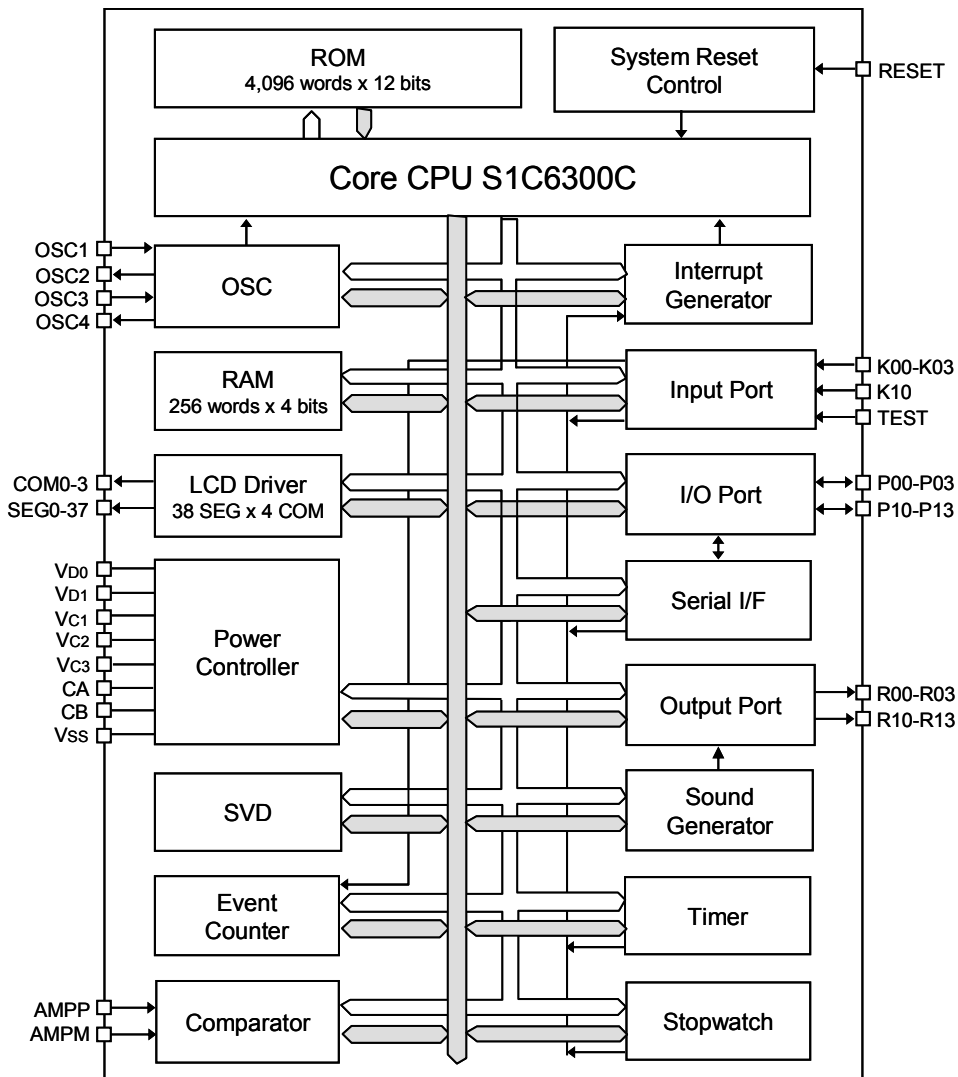 ROM
4,096 words x 12 bits
System Reset
Control
RESET
Core CPU S1C6300C
OSC1
OSC2
OSC3
OSC4
OSC
Interrupt
Generator
RAM
256 words x 4 bits
Input Port
K00-K03
K10
TEST
COM0-3
SEG0-37
LCD Driver
38 SEG x 4 COM
I/O Port
P00-P03
P10-P13
VD0
VD1
VC1
VC2
VC3
CA
CB
VSS
Power
Controller
Serial I/F
Output Port
R00-R03
R10-R13
SVD
Sound
Generator
Event
Counter
Timer
AMPP
AMPM
Comparator
Stopwatch